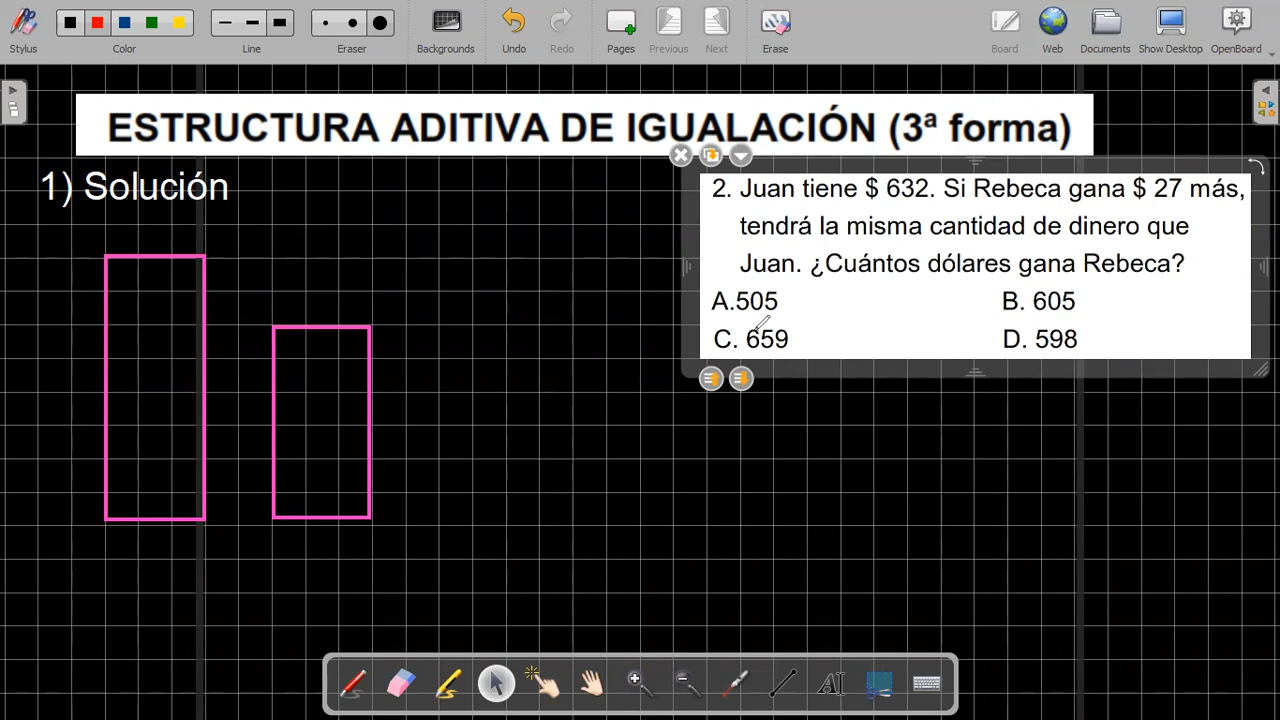 Stylus Color Line Eraser Backgrounds Undo Redo Pages Previous Next Erase Board Web Documents Show Desktop OpenBoard
ESTRUCTURA ADITIVA DE IGUALACIÓN (3ª forma)
1) Solución
2. Juan tiene $ 632. Si Rebeca gana $ 27 más,
tendrá la misma cantidad de dinero que
Juan. ¿Cuántos dólares gana Rebeca?
A.505 B. 605
C. 659 D. 598
AI